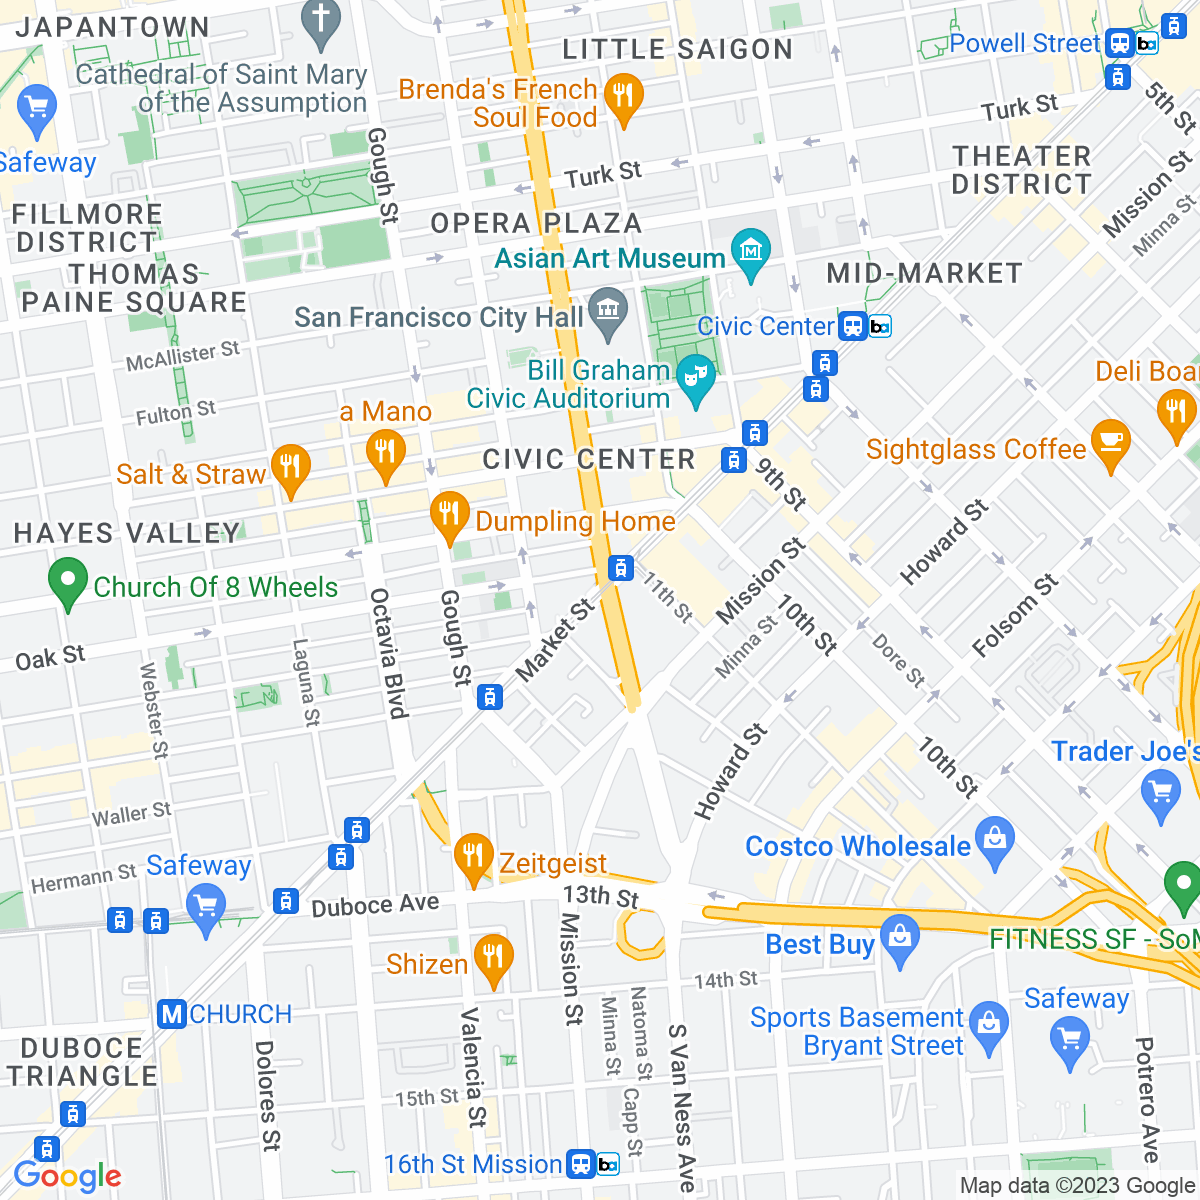 JAPANTOWN
LITTLE SAIGON
Powell Street
Cathedral of Saint Mary
of the Assumption
Brenda's French
Soul Food
Turk St
5th St
Safeway
Gough St
Turk St
THEATER
DISTRICT
Mission St
Minna St
FILLMORE
DISTRICT
OPERA PLAZA
Asian Art Museum
THOMAS
PAINE SQUARE
MID-MARKET
San Francisco City Hall
Civic Center
McAllister St
Bill Graham
Civic Auditorium
Deli Boar
Fulton St
a Mano
Sightglass Coffee
Salt & Straw
CIVIC CENTER
9th St
Howard St
HAYES VALLEY
Dumpling Home
Mission St
Church Of 8 Wheels
11th St
Octavia Blvd
Gough St
Market St
10th St
Folsom St
Oak St
Minna St
Dore St
Laguna St
Webster St
Howard St
10th St
Trader Joe's
Waller St
Costco Wholesale
Safeway
Zeitgeist
Hermann St
13th St
Duboce Ave
Best Buy
FITNESS SF - SoM
Shizen
Mission St
14th St
M CHURCH
Minna St
Natoma St
Safeway
Sports Basement
Bryant Street
DUBOCE
TRIANGLE
Dolores St
Valencia St
S Van Ness Ave
Potrero Ave
15th St
Capp St
16th St Mission
Google
Map data ©2023 Google